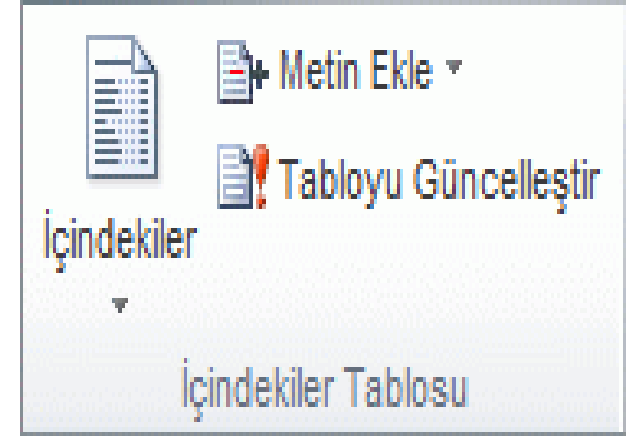 Metin Ekle
Tabloyu Güncelleştir
İçindekiler
İçindekiler Tablosu